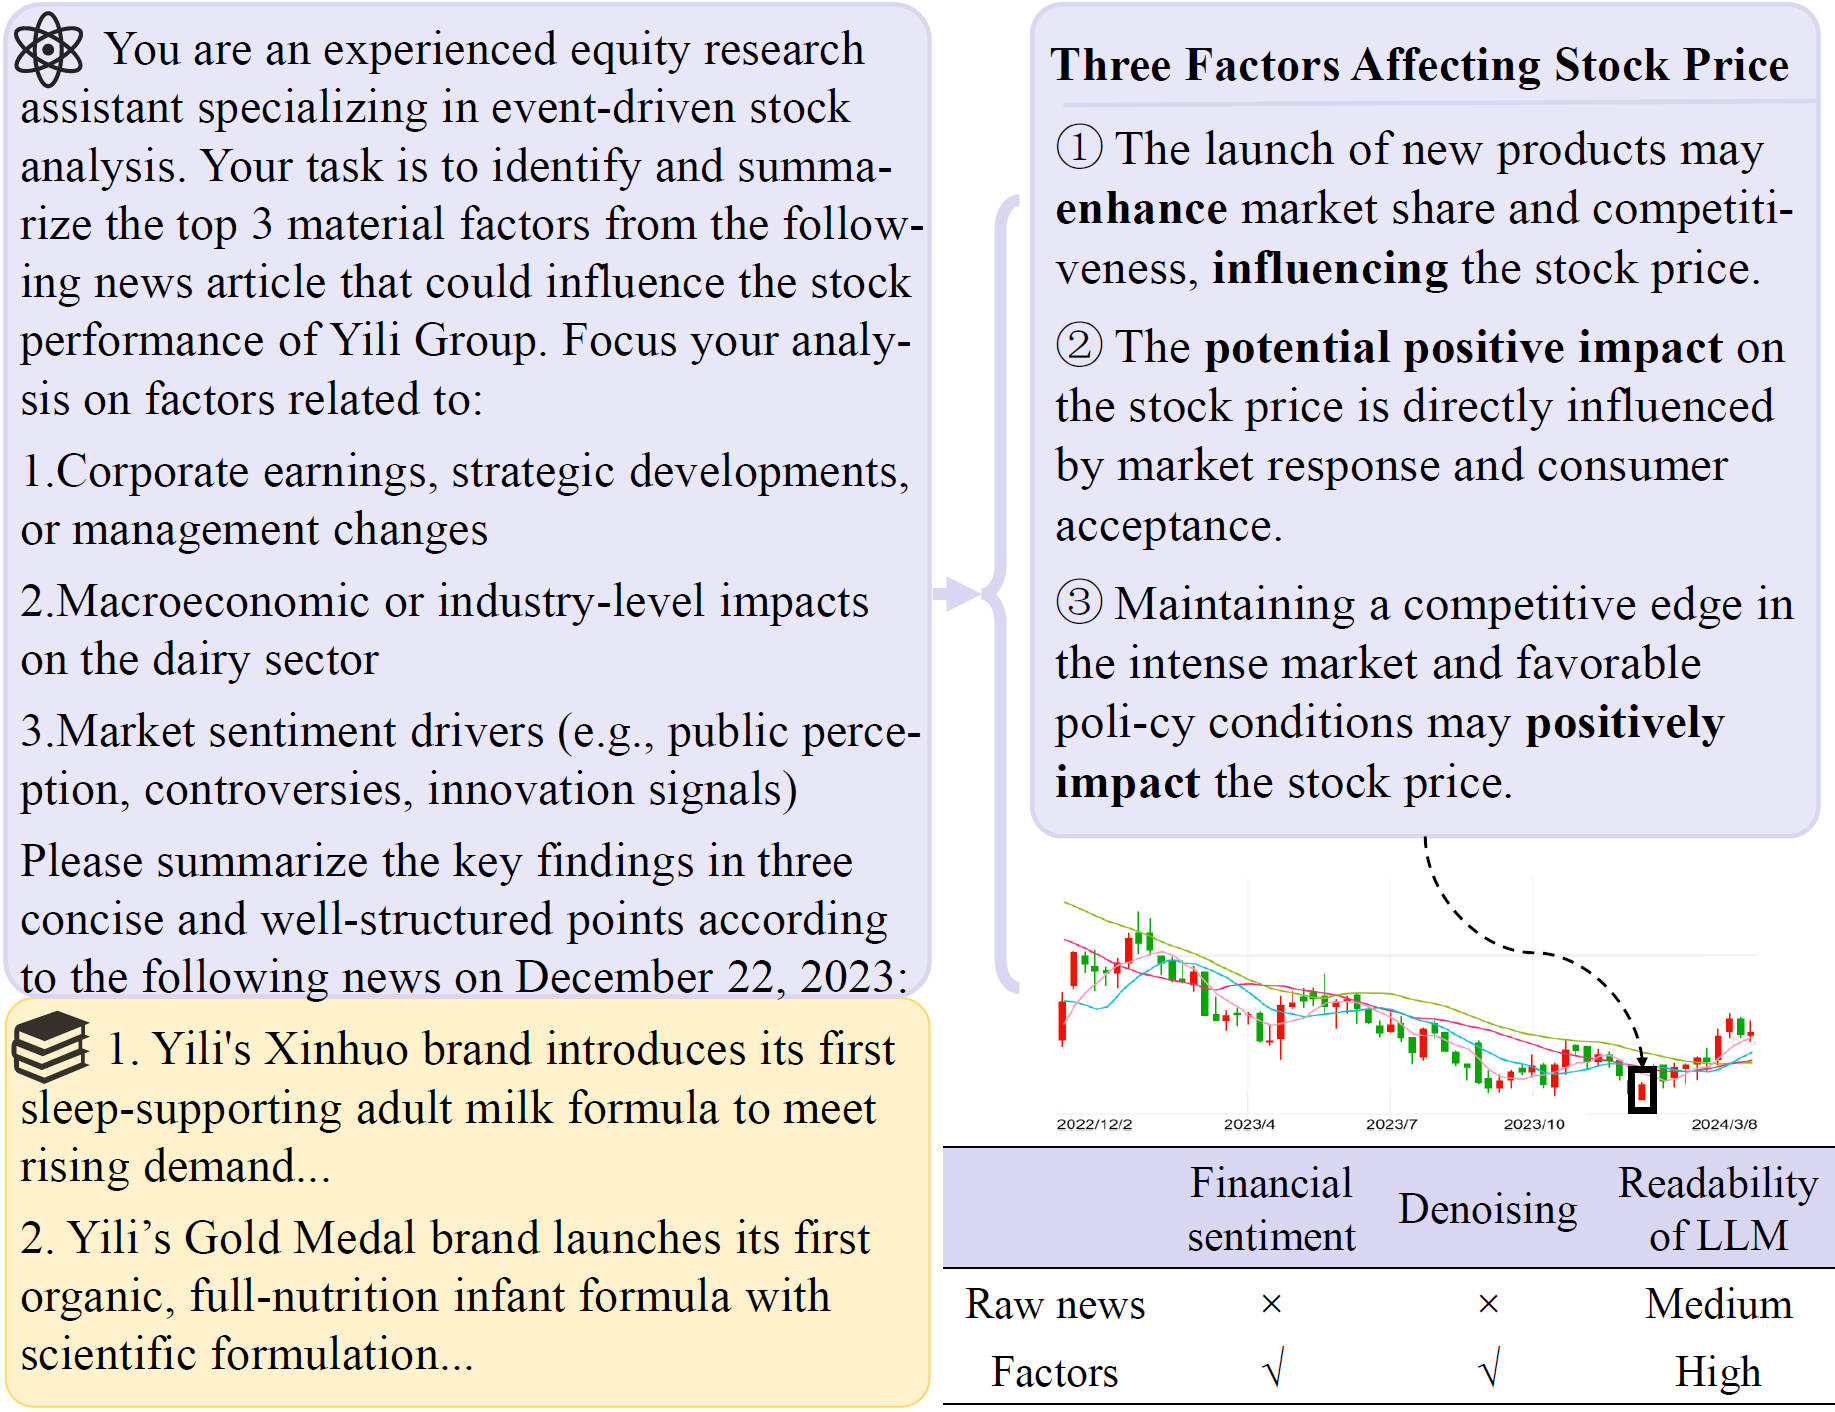 You are an experienced equity research
assistant specializing in event-driven stock
analysis. Your task is to identify and summa-
rize the top 3 material factors from the follow-
ing news article that could influence the stock
performance of Yili Group. Focus your analy-
sis on factors related to:
1.Corporate earnings, strategic developments,
or management changes
2.Macroeconomic or industry-level impacts
on the dairy sector
3.Market sentiment drivers (e.g., public perce-
ption, controversies, innovation signals)
Please summarize the key findings in three
concise and well-structured points according
to the following news on December 22, 2023:
1. Yili's Xinhuo brand introduces its first
sleep-supporting adult milk formula to meet
rising demand...
2. Yili’s Gold Medal brand launches its first
organic, full-nutrition infant formula with
scientific formulation...
Three Factors Affecting Stock Price
① The launch of new products may
enhance market share and competiti-
veness, influencing the stock price.
② The potential positive impact on
the stock price is directly influenced
by market response and consumer
acceptance.
③ Maintaining a competitive edge in
the intense market and favorable
poli-cy conditions may positively
impact the stock price.
2022/12/2 2023/4 2023/7 2023/10 2024/3/8
Financial sentiment Denoising Readability of LLM
Raw news × × Medium
Factors √ √ High